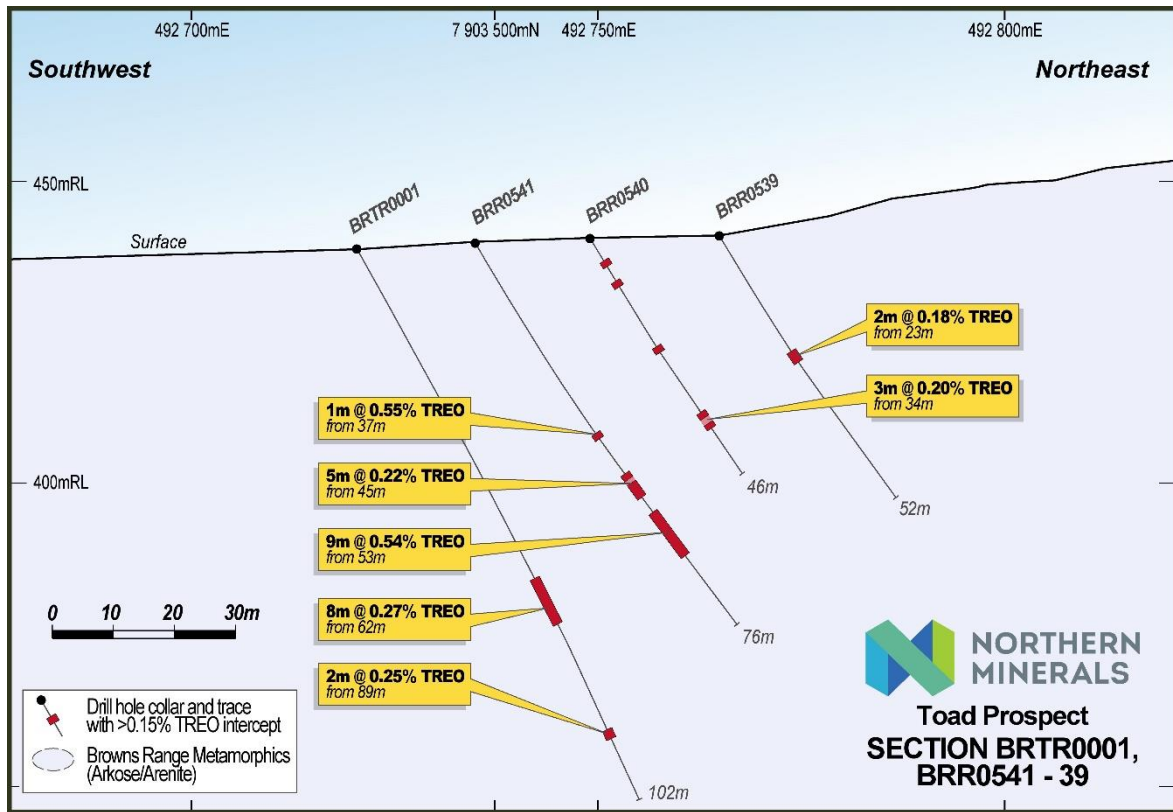 492 700mE
7 903 500mN
492 750mE
492 800mE
Southwest
Northeast
450mRL
Surface
BRTR0001
BRR0541
BRR0540
BRR0539
2m @ 0.18% TREO
from 23m
3m @ 0.20% TREO
from 34m
1m @ 0.55% TREO
from 37m
400mRL
5m @ 0.22% TREO
from 45m
46m
52m
9m @ 0.54% TREO
from 53m
8m @ 0.27% TREO
from 62m
76m
0 10 20 30m
2m @ 0.25% TREO
from 89m
102m
Drill hole collar and trace
with >0.15% TREO intercept
Browns Range Metamorphics
(Arkose/Arenite)
NORTHERN
MINERALS
Toad Prospect
SECTION BRTR0001,
BRR0541 - 39